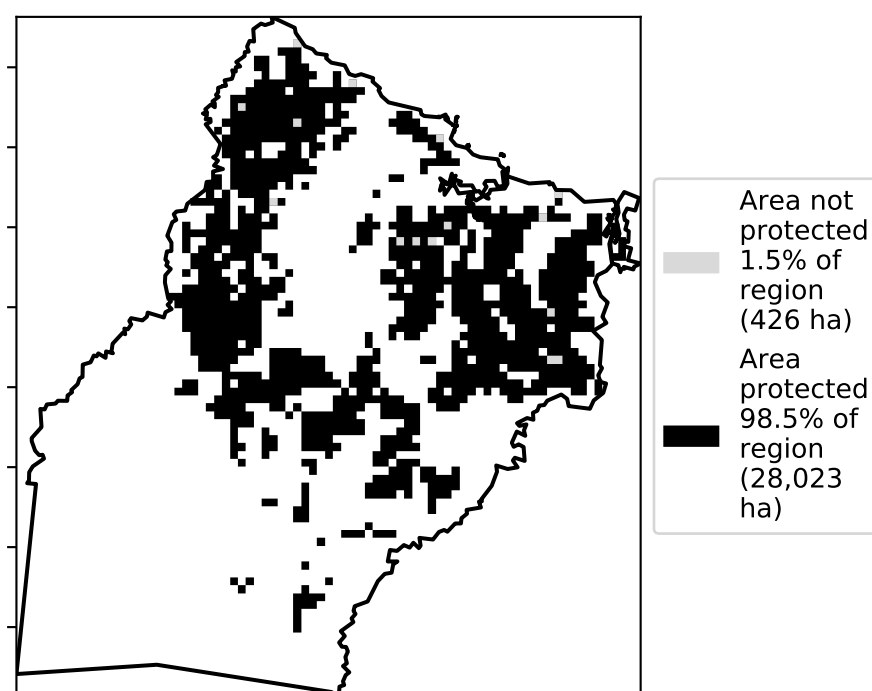 Area not
protected
1.5% of
region
(426 ha)
Area
protected
98.5% of
region
(28,023
ha)